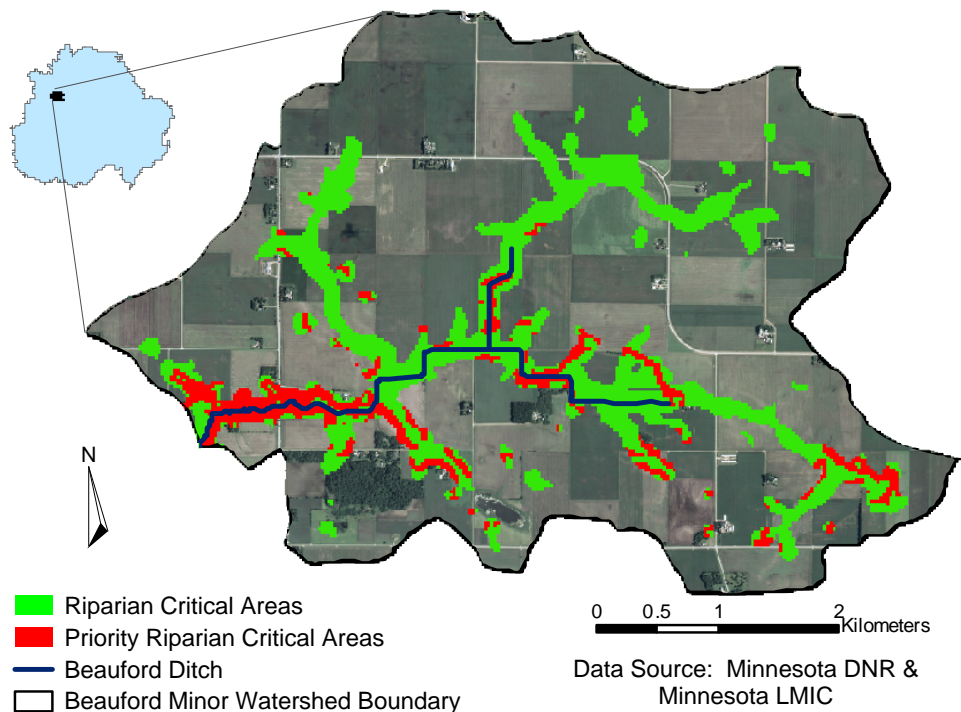 N
Riparian Critical Areas
Priority Riparian Critical Areas
Beauford Ditch
Beauford Minor Watershed Boundary
0 0.5 1 2
Kilometers
Data Source: Minnesota DNR &
Minnesota LMIC